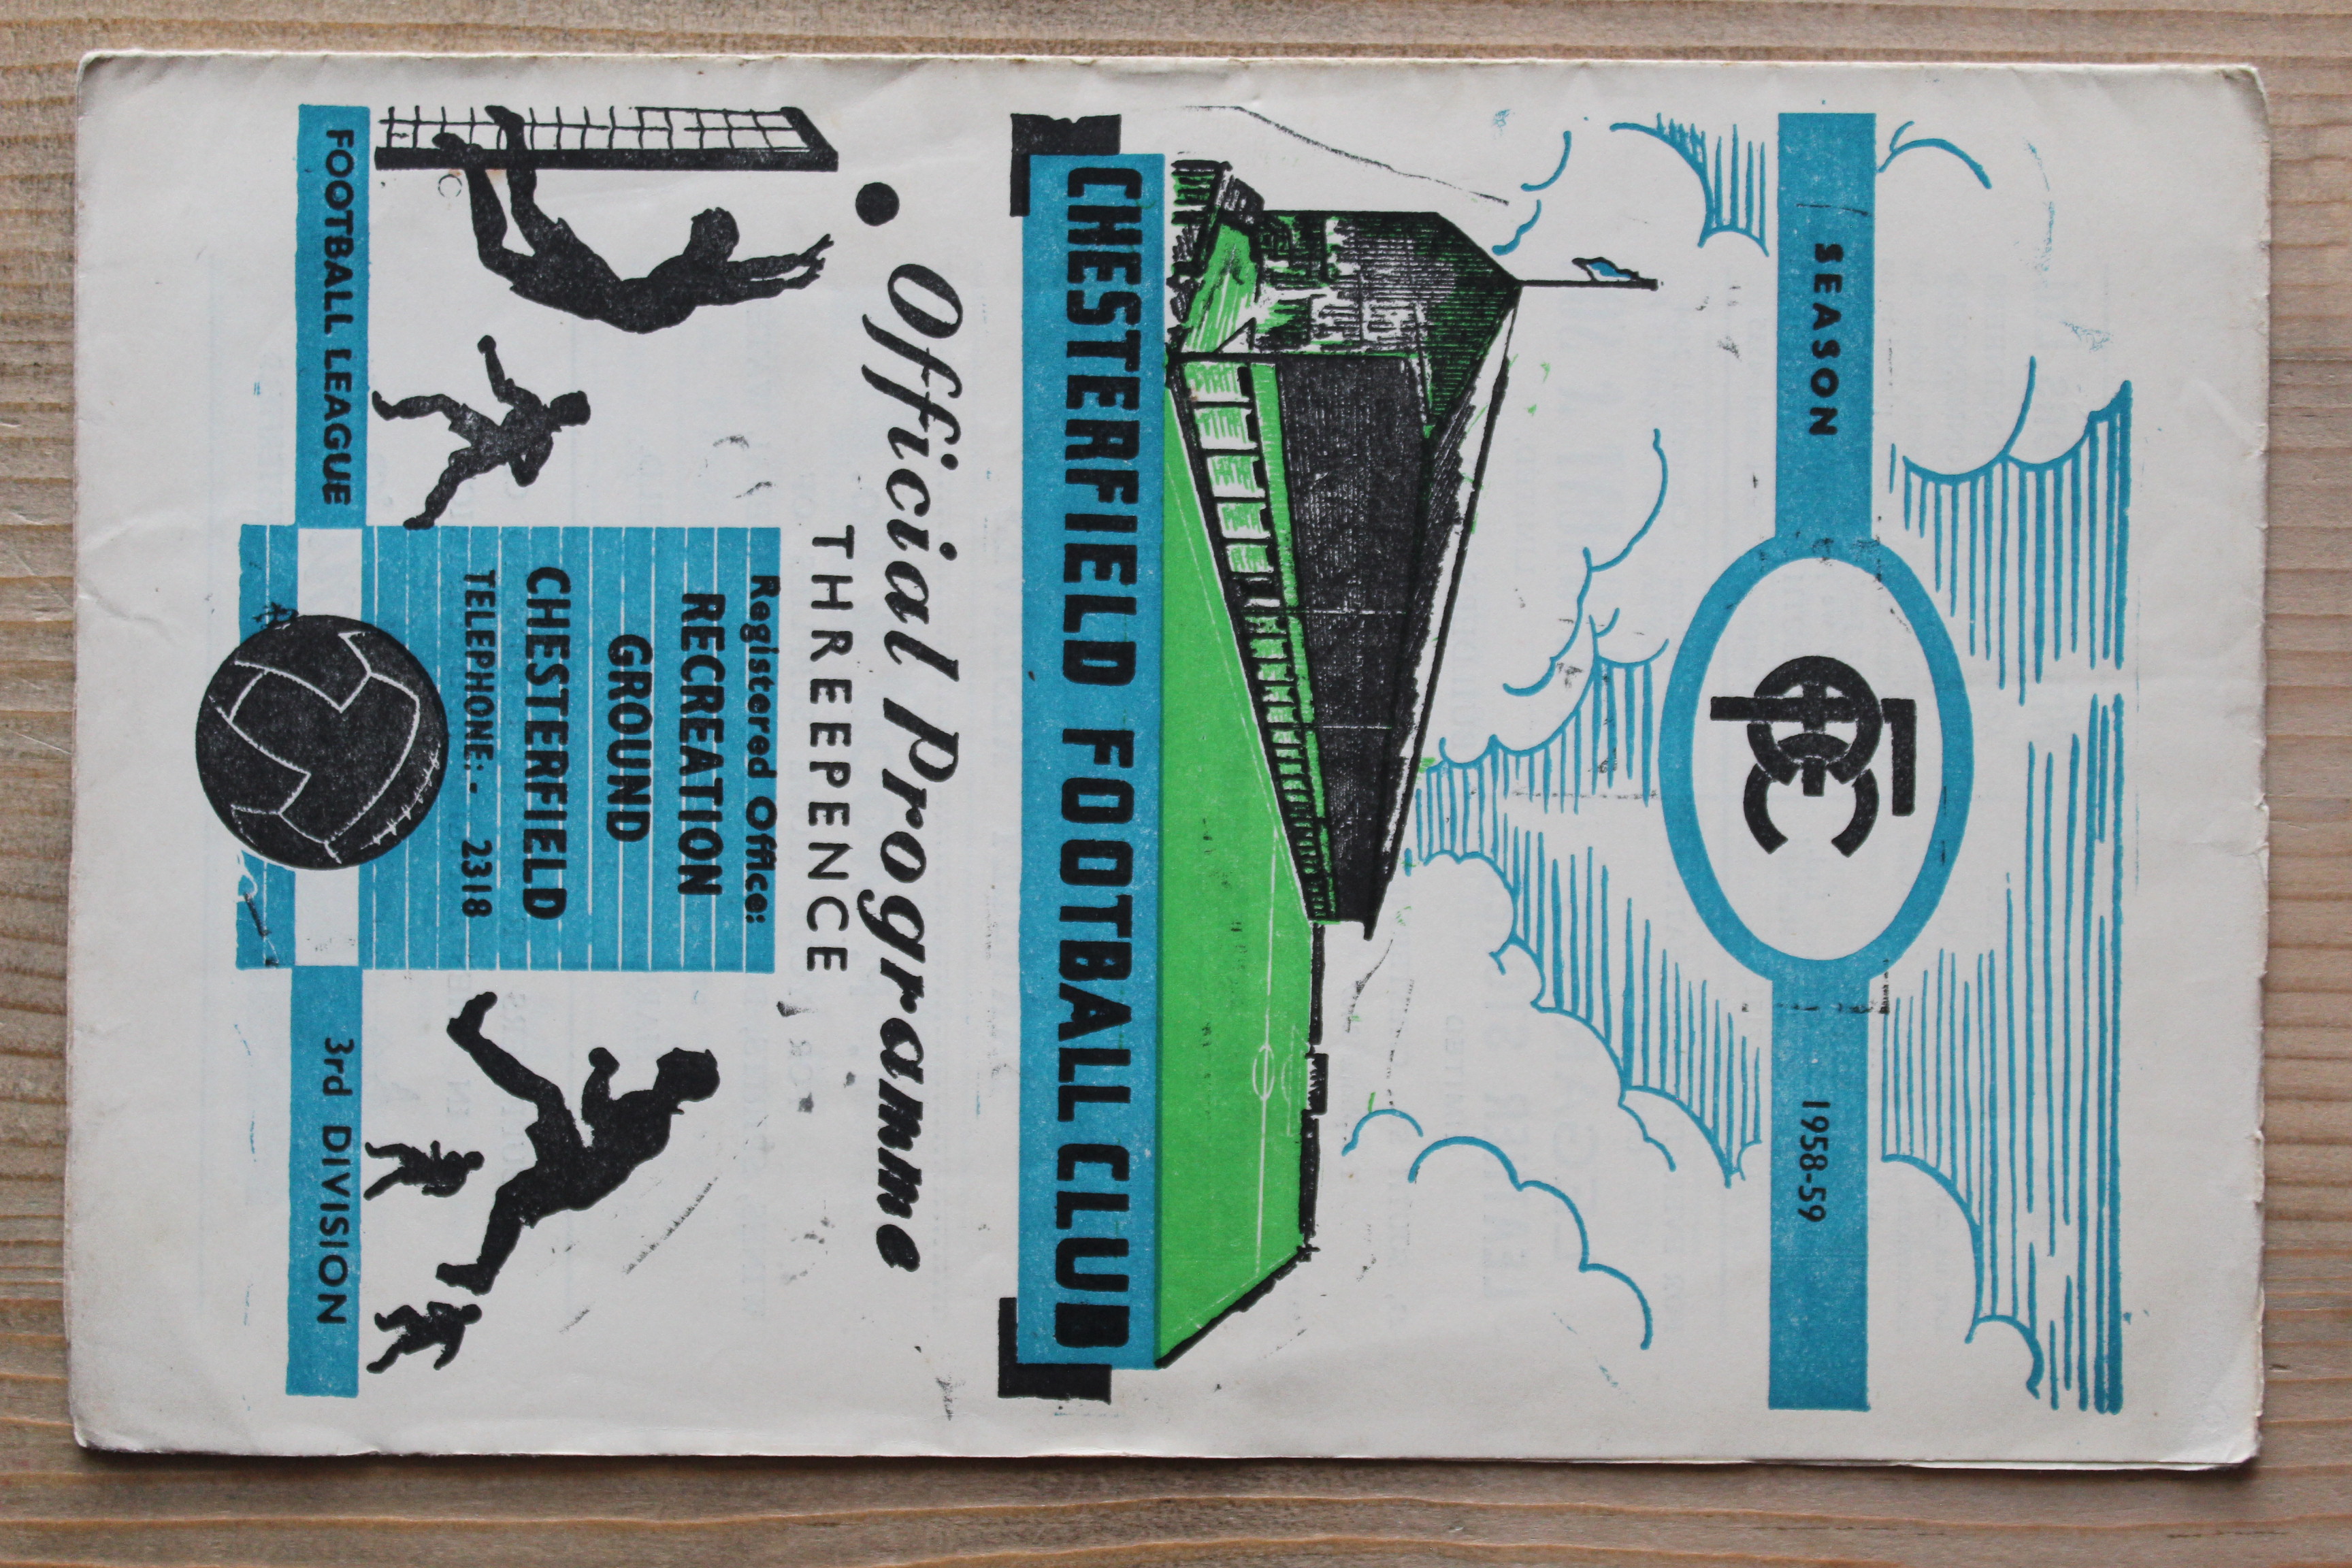 SEASON 1958-59
CFC
CHESTERFIELD FOOTBALL CLUB
Official Programme
THREEPENCE
Registered Office:
RECREATION
GROUND
CHESTERFIELD
TELEPHONE:- 2318
FOOTBALL LEAGUE 3rd DIVISION